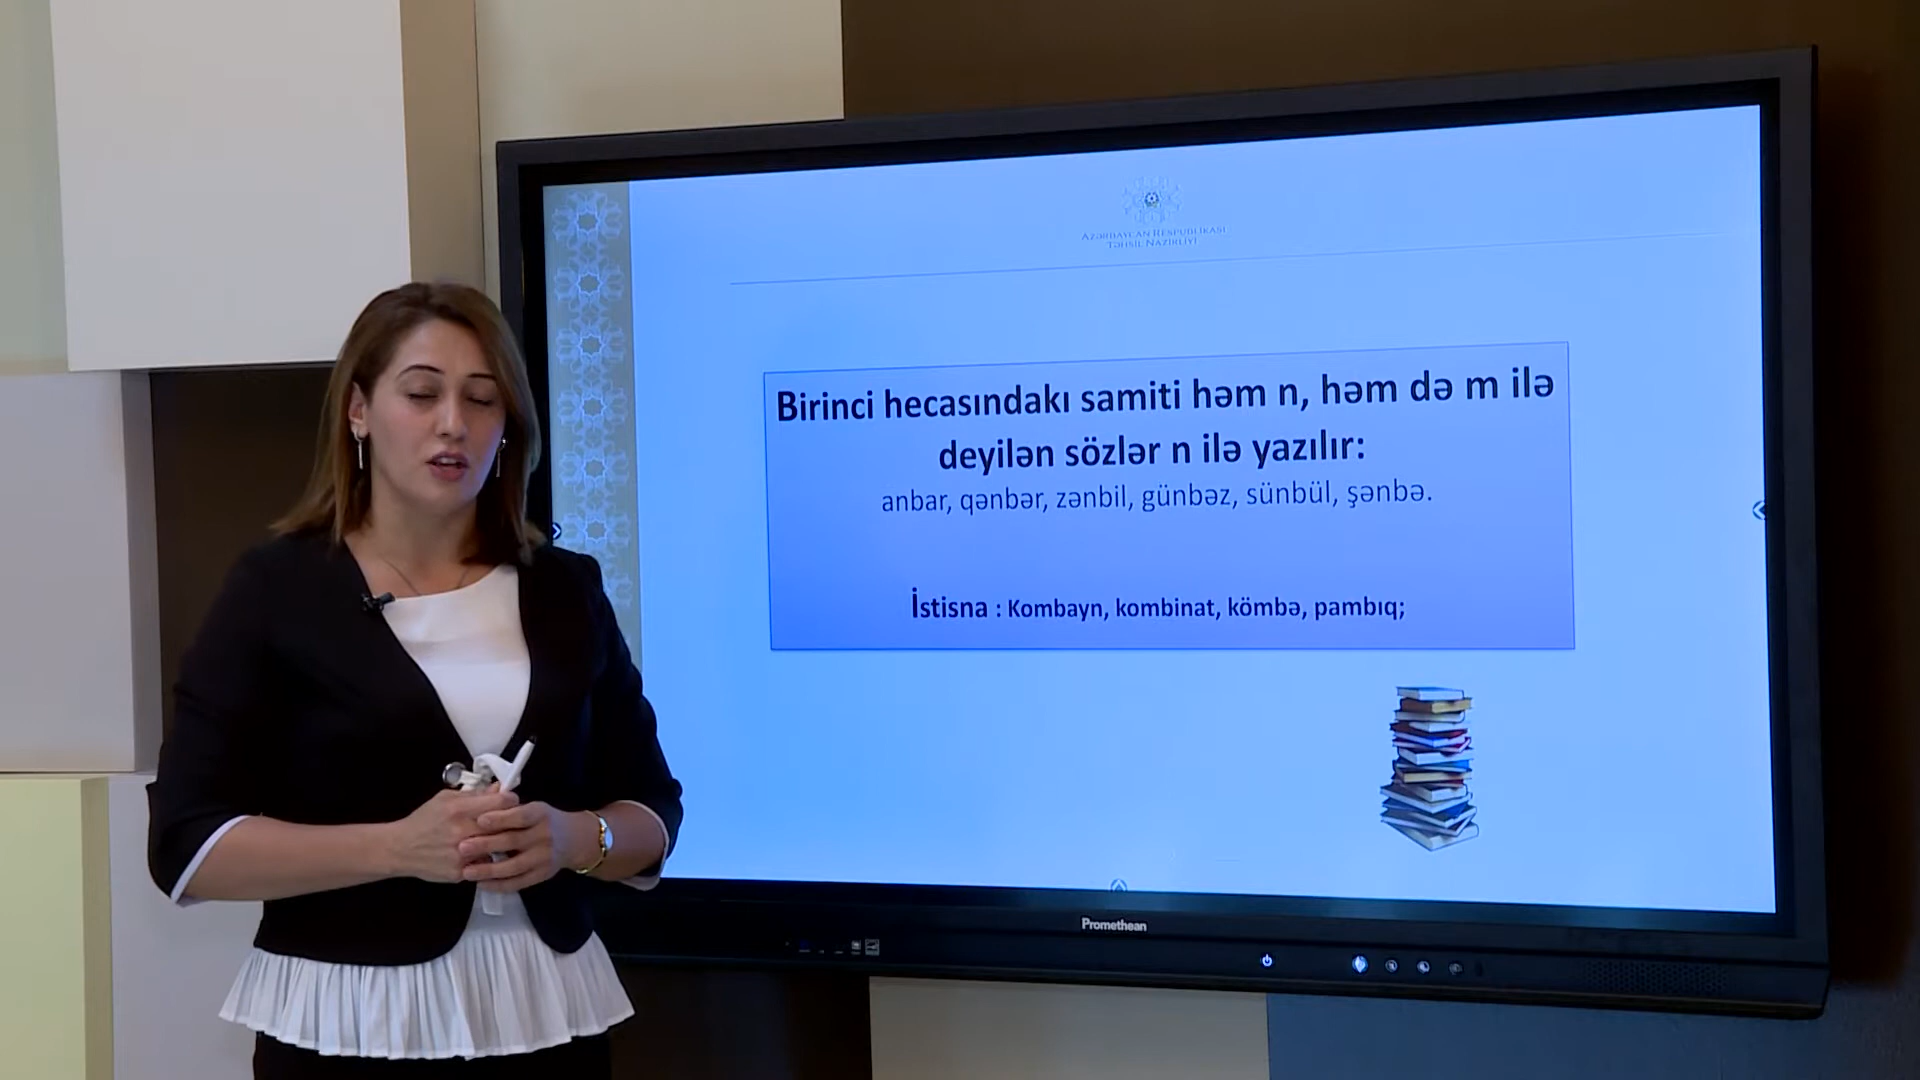 AZƏRBAYCAN RESPUBLİKASI
TƏHSİL NAZİRLİYİ
Birinci hecasındakı samiti həm n, həm də m ilə
deyilən sözlər n ilə yazılır:
anbar, qənbər, zənbil, günbəz, sünbül, şənbə.
İstisna : Kombayn, kombinat, kömbə, pambıq;
Promethean